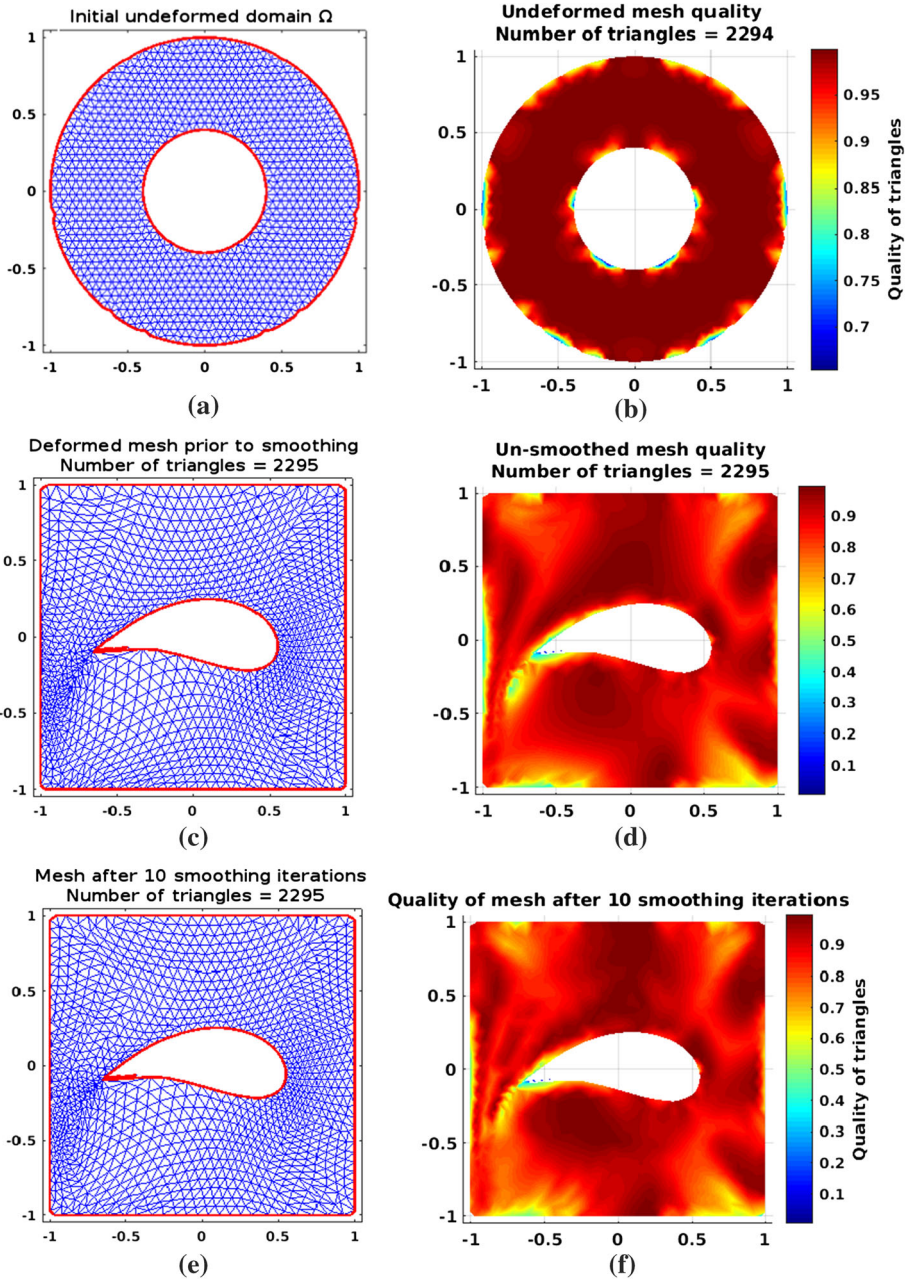 Initial undeformed domain Ω
1
0.5
0
-0.5
-1
-1 -0.5 0 0.5 1
(a)
Undeformed mesh quality
Number of triangles = 2294
1
0.5
0
-0.5
-1
-1 -0.5 0 0.5 1
0.95
0.9
0.85
0.8
0.75
0.7
Quality of triangles
(b)
Deformed mesh prior to smoothing
Number of triangles = 2295
1
0.5
0
-0.5
-1
-1 -0.5 0 0.5 1
(c)
Un-smoothed mesh quality
Number of triangles = 2295
1
0.5
0
-0.5
-1
-1 -0.5 0 0.5 1
0.9
0.8
0.7
0.6
0.5
0.4
0.3
0.2
0.1
(d)
Mesh after 10 smoothing iterations
Number of triangles = 2295
1
0.5
0
-0.5
-1
-1 -0.5 0 0.5 1
(e)
Quality of mesh after 10 smoothing iterations
1
0.5
0
-0.5
-1
-1 -0.5 0 0.5 1
0.9
0.8
0.7
0.6
0.5
0.4
0.3
0.2
0.1
Quality of triangles
(f)